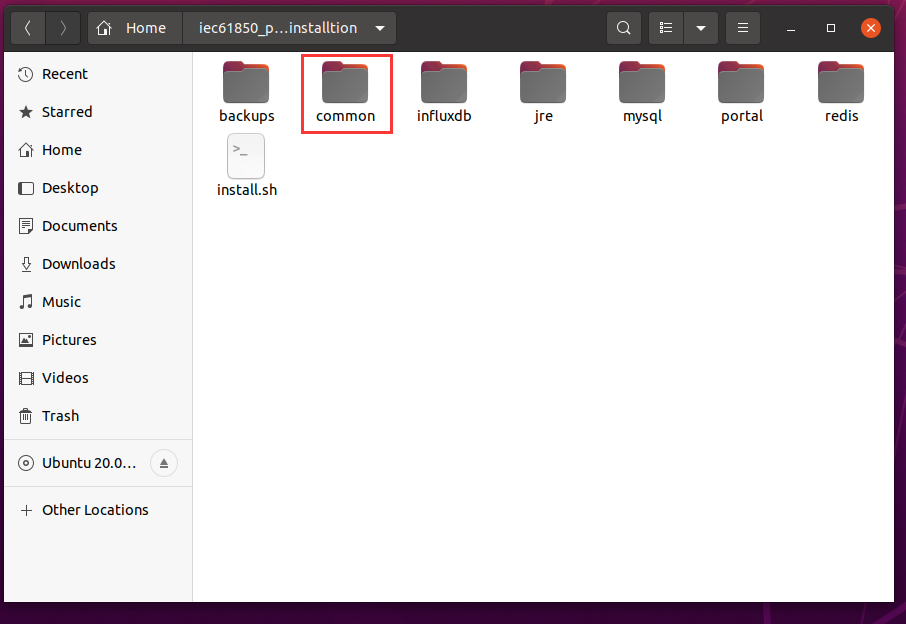 Home
iec61850_p...installtion
Recent
Starred
Home
Desktop
Documents
Downloads
Music
Pictures
Videos
Trash
Ubuntu 20.0...
Other Locations
backups common influxdb jre mysql portal redis
>_
install.sh